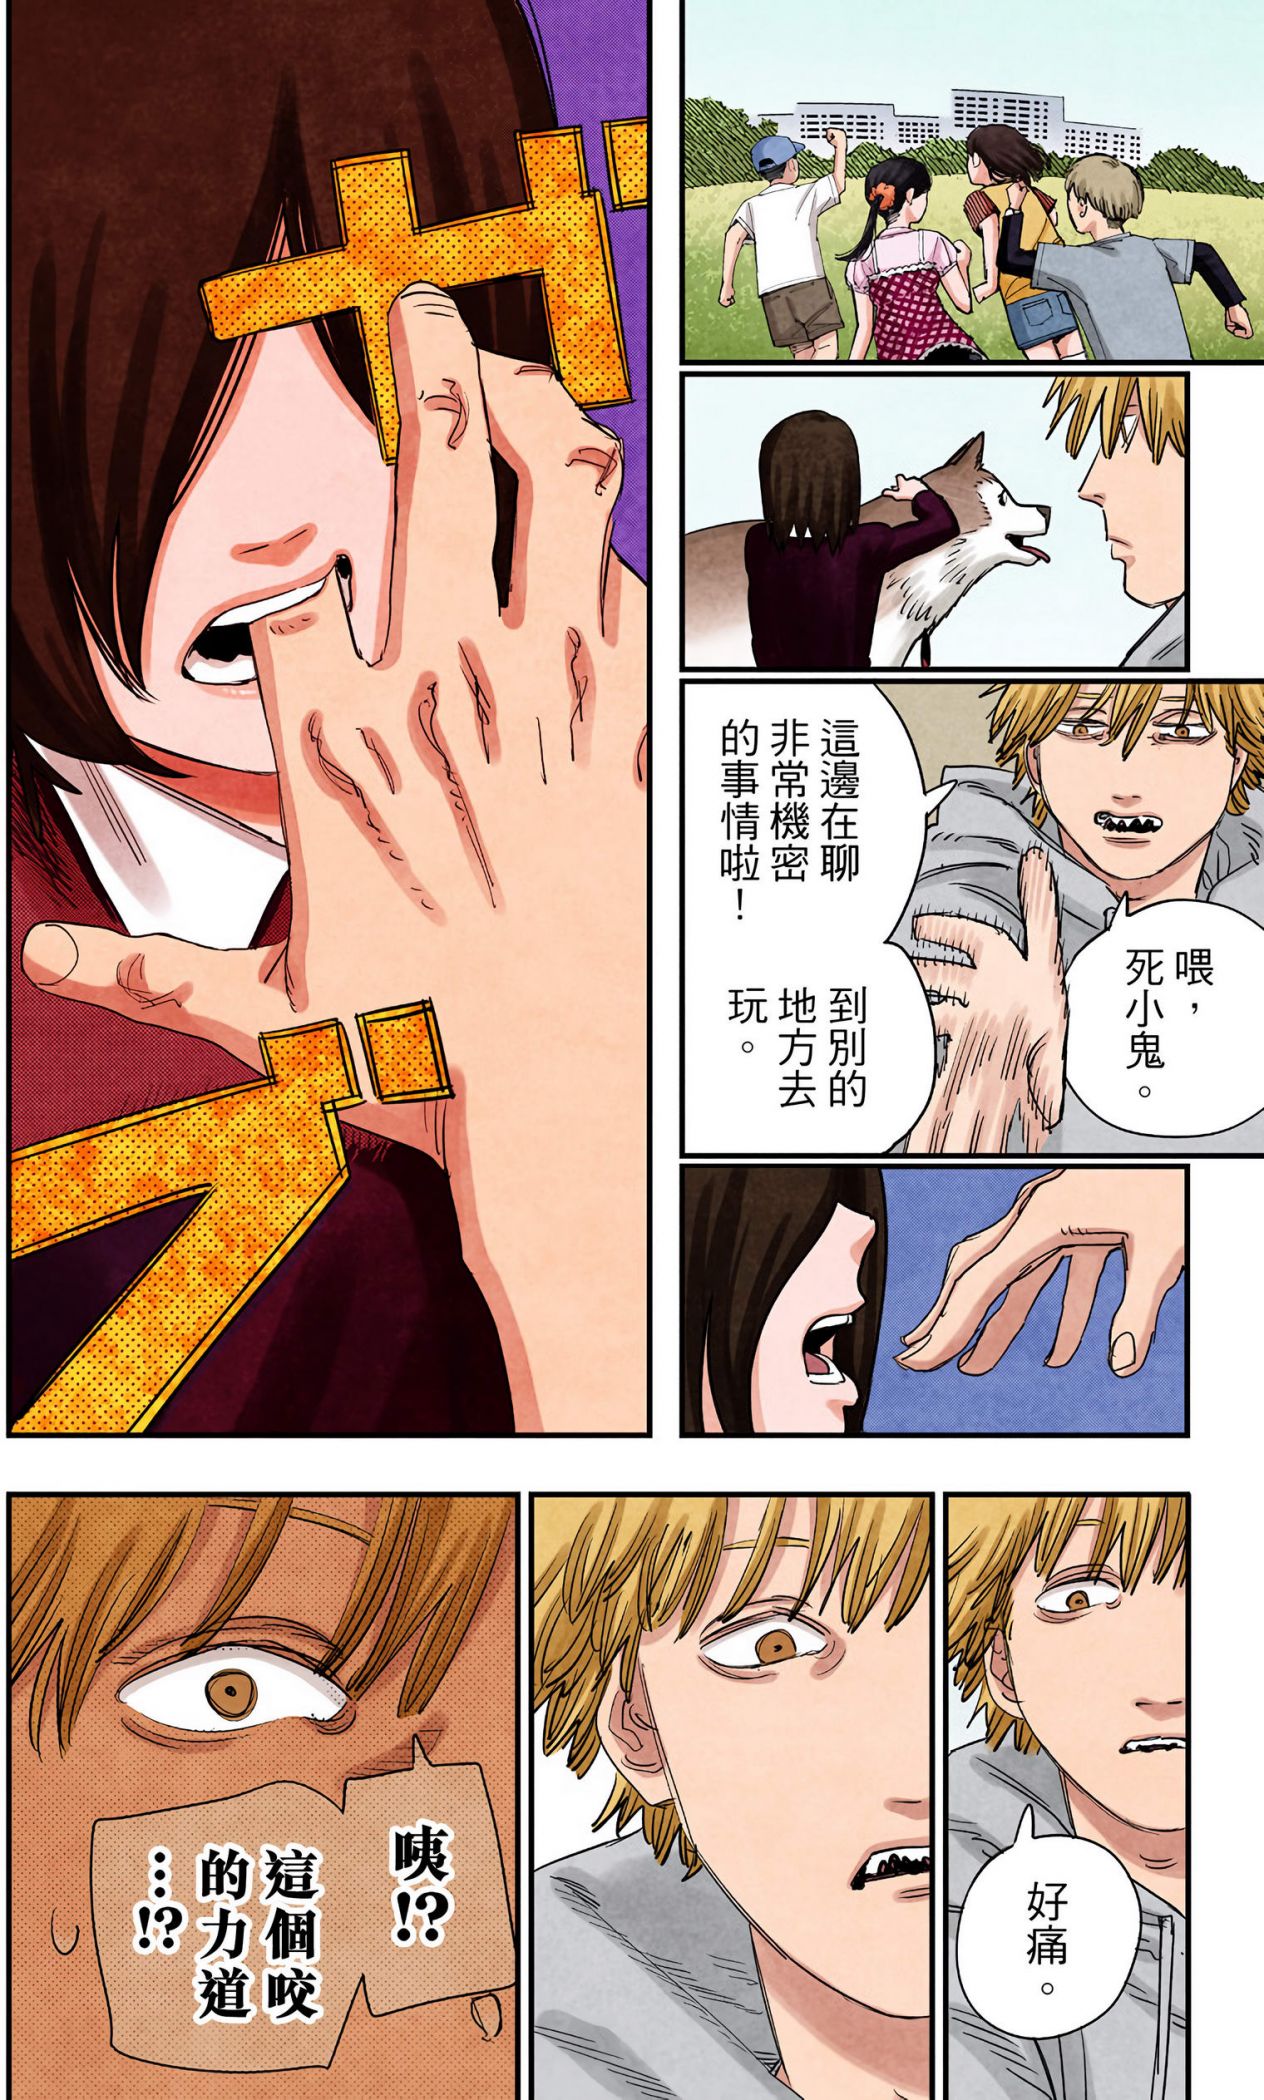 喂，
死小鬼。
這邊在聊
非常機密
的事情啦！
到別的
地方去
玩。
ガブ
好痛。
咦！？
這個咬
的力道
…！？